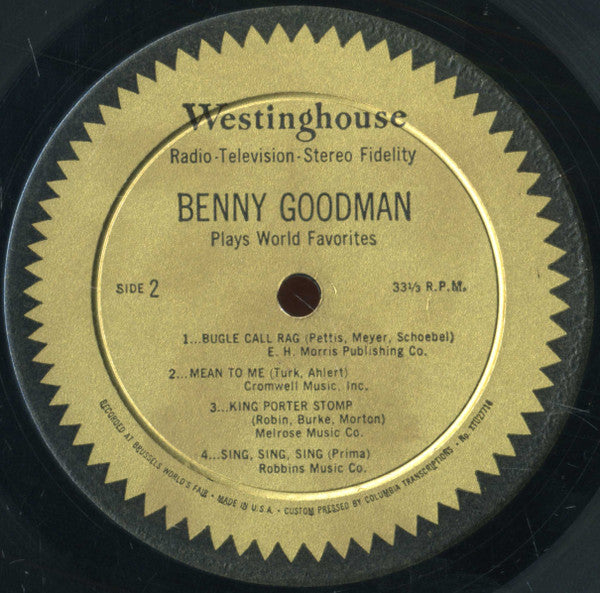 Westinghouse
Radio-Television-Stereo Fidelity
BENNY GOODMAN
Plays World Favorites
SIDE 2
33⅓ R.P.M.
1...BUGLE CALL RAG (Pettis, Meyer, Schoebel)
E. H. Morris Publishing Co.
2...MEAN TO ME (Turk, Ahlert)
Cromwell Music, Inc.
3...KING PORTER STOMP
(Robin, Burke, Morton)
Melrose Music Co.
4...SING, SING, SING (Prima)
Robbins Music Co.
RECORDED AT BRUSSELS WORLD'S FAIR • MADE IN U.S.A. • CUSTOM PRESSED BY COLUMBIA TRANSCRIPTIONS • No.